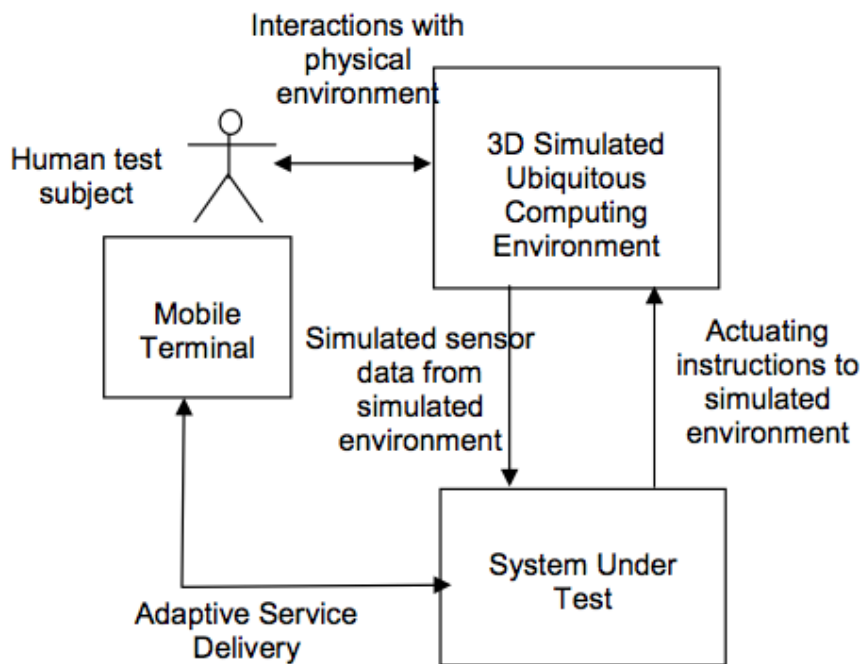 Interactions with
physical
environment
Human test
subject
3D Simulated
Ubiquitous
Computing
Environment
Mobile
Terminal
Simulated sensor
data from
simulated
environment
Actuating
instructions to
simulated
environment
System Under
Test
Adaptive Service
Delivery